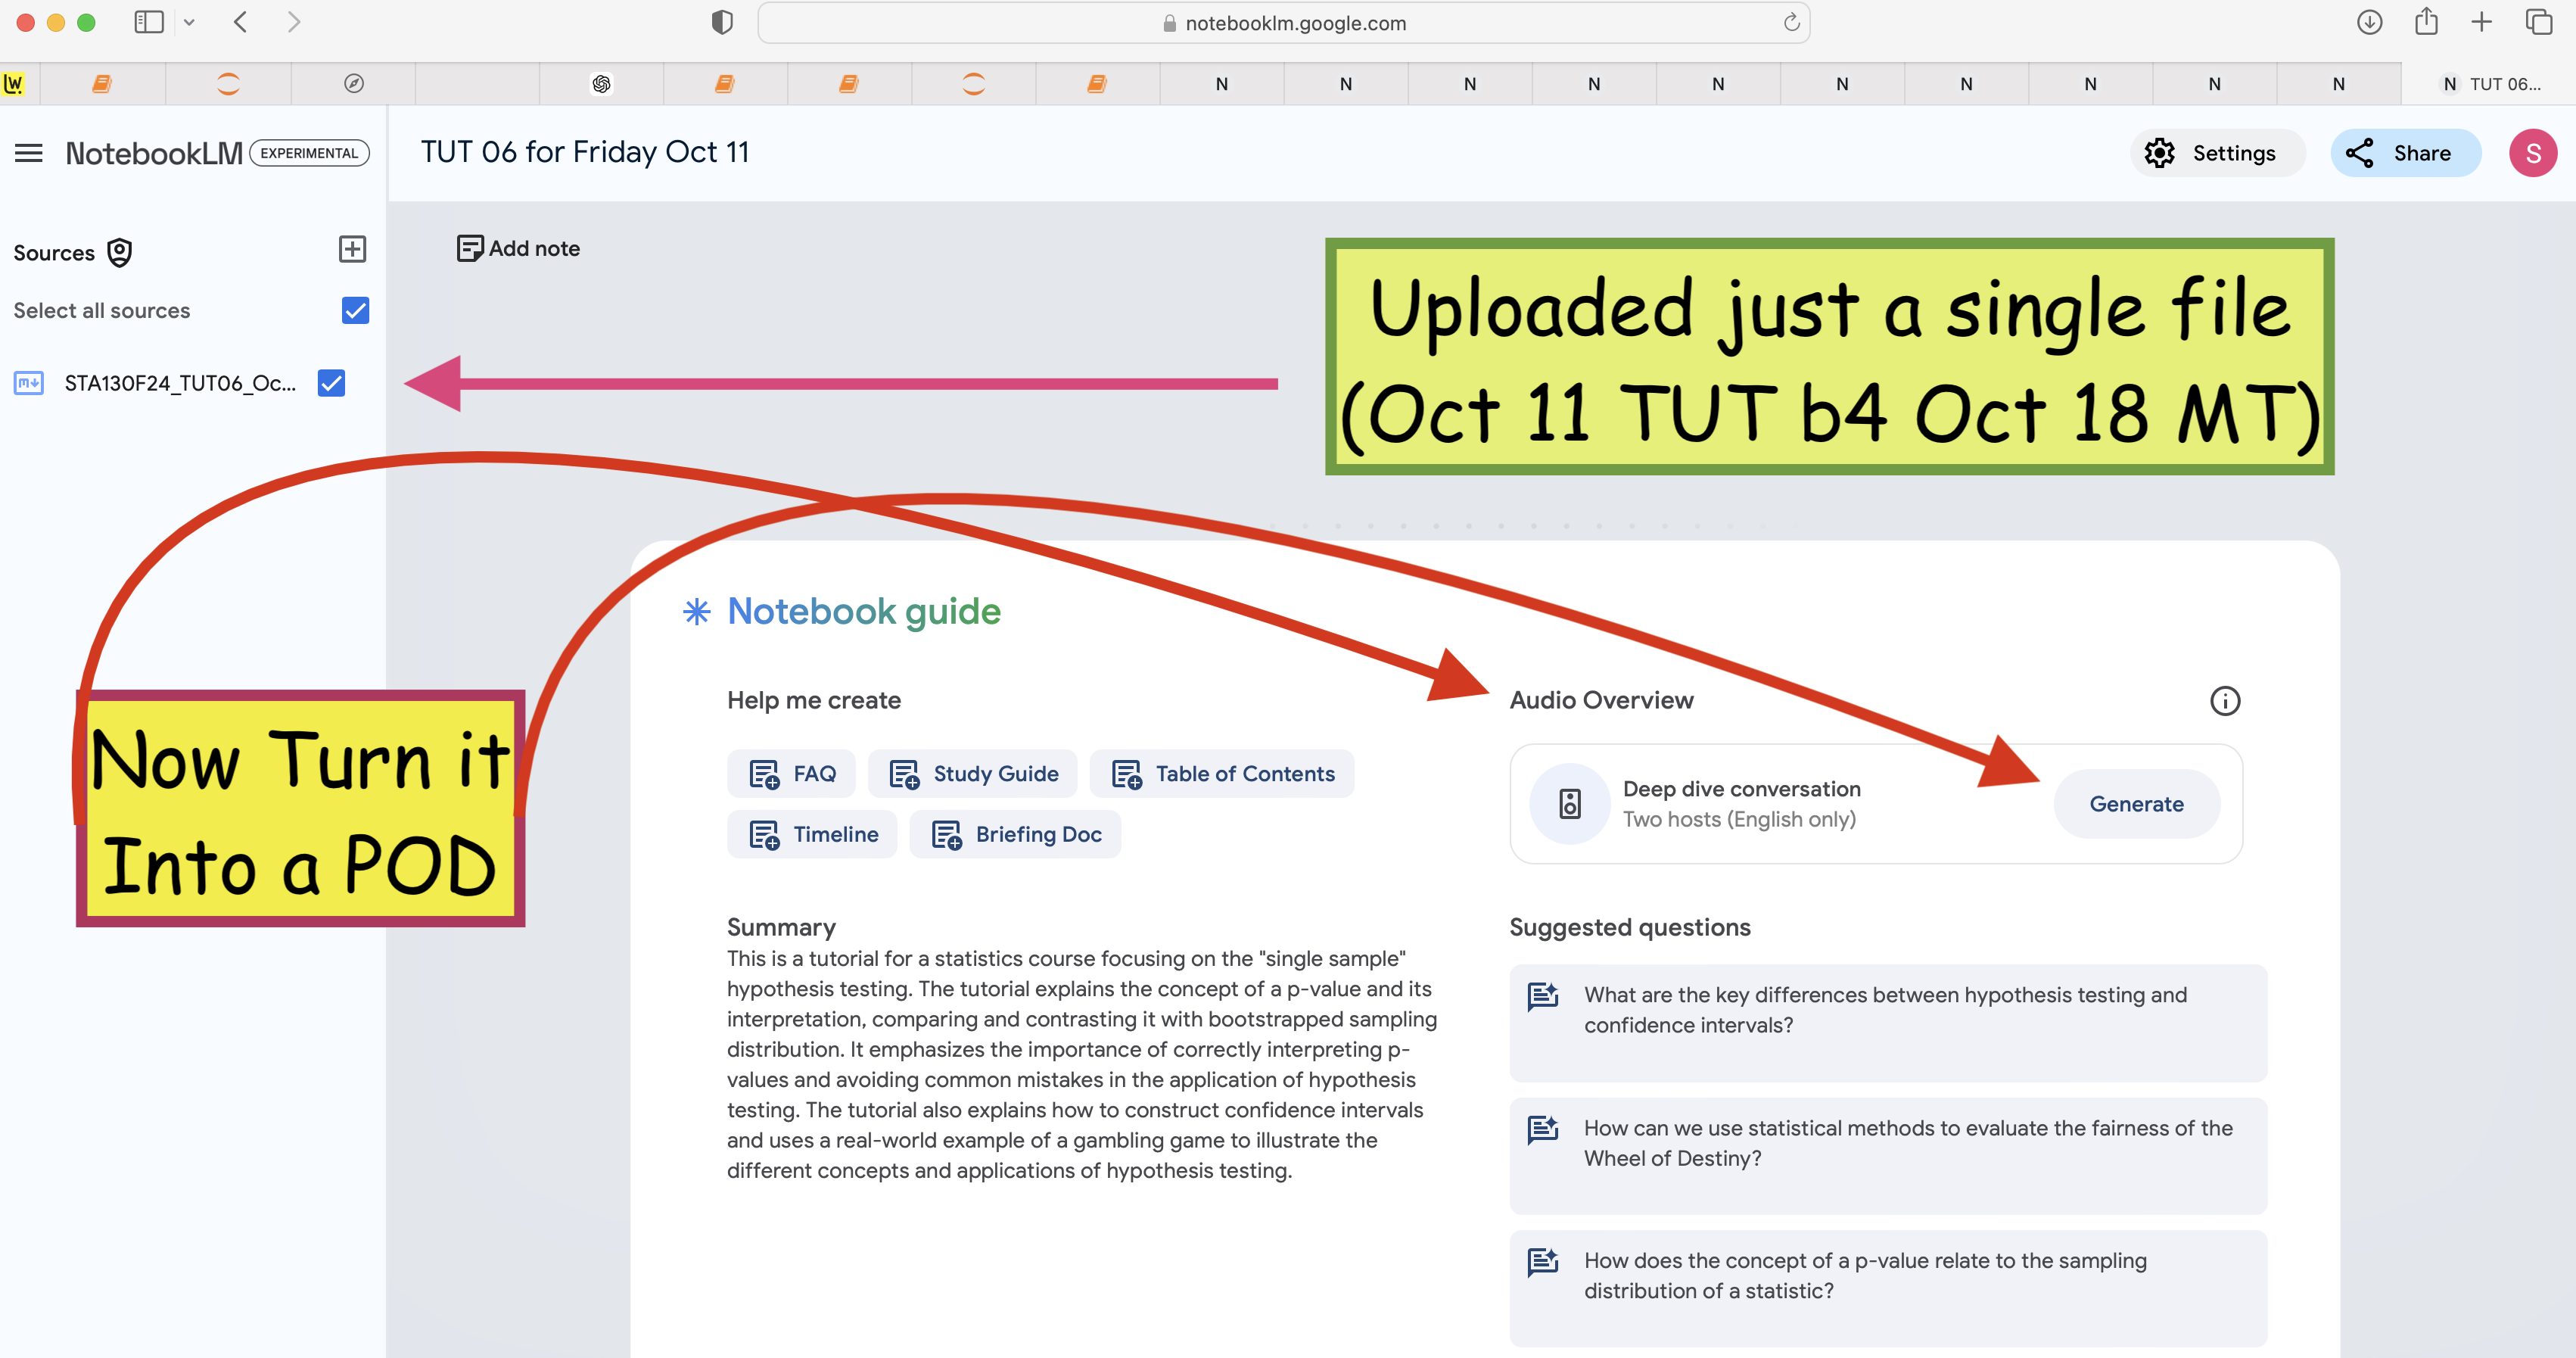 notebooklm.google.com
W
N
N
N
N
N
N
N
N
N
N
N TUT 06...
NotebookLM EXPERIMENTAL
TUT 06 for Friday Oct 11
Settings
Share
S
Sources
Select all sources
STA130F24_TUT06_Oc...
Add note
Uploaded just a single file
(Oct 11 TUT b4 Oct 18 MT)
Now Turn it
Into a POD
Notebook guide
Help me create
FAQ
Study Guide
Table of Contents
Timeline
Briefing Doc
Audio Overview
Deep dive conversation
Two hosts (English only)
Generate
Summary
This is a tutorial for a statistics course focusing on the "single sample"
hypothesis testing. The tutorial explains the concept of a p-value and its
interpretation, comparing and contrasting it with bootstrapped sampling
distribution. It emphasizes the importance of correctly interpreting p-
values and avoiding common mistakes in the application of hypothesis
testing. The tutorial also explains how to construct confidence intervals
and uses a real-world example of a gambling game to illustrate the
different concepts and applications of hypothesis testing.
Suggested questions
What are the key differences between hypothesis testing and
confidence intervals?
How can we use statistical methods to evaluate the fairness of the
Wheel of Destiny?
How does the concept of a p-value relate to the sampling
distribution of a statistic?